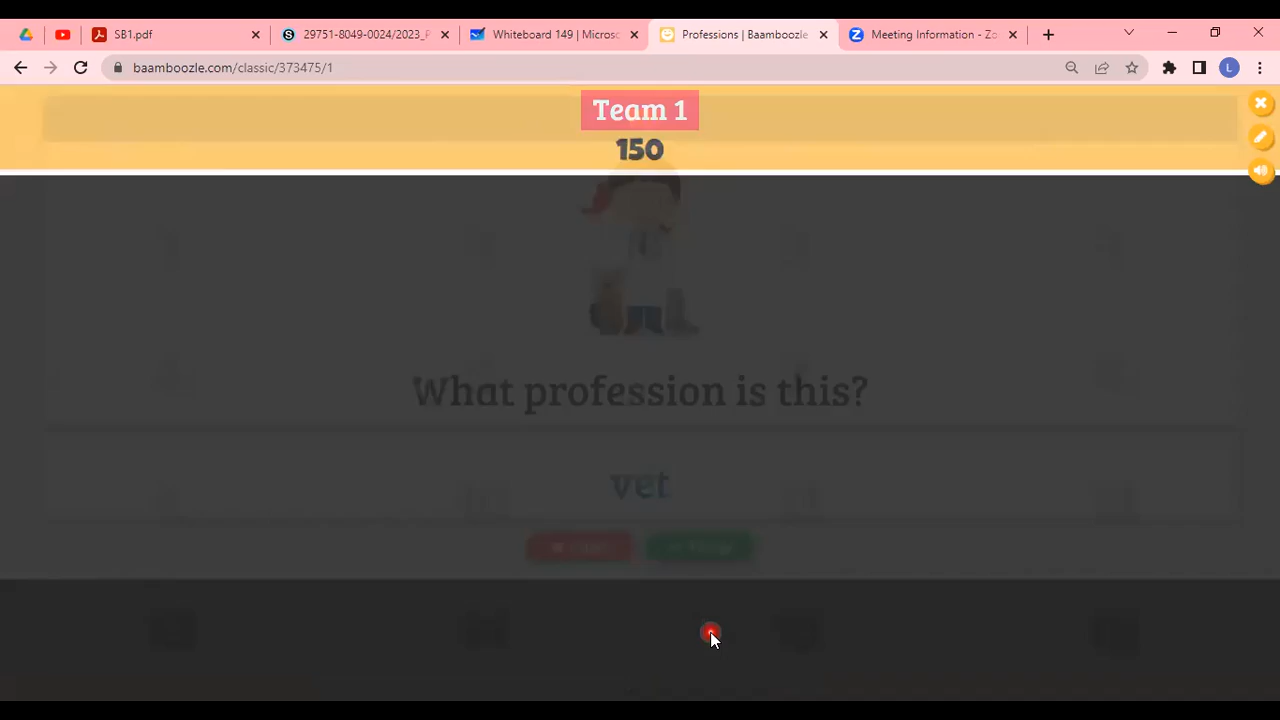 SB1.pdf
29751-8049-0024/2023_
Whiteboard 149 | Microsc
Professions | Baamboozle
Meeting Information - Zo
baamboozle.com/classic/373475/1
L
Team 1
150
What profession is this?
vet